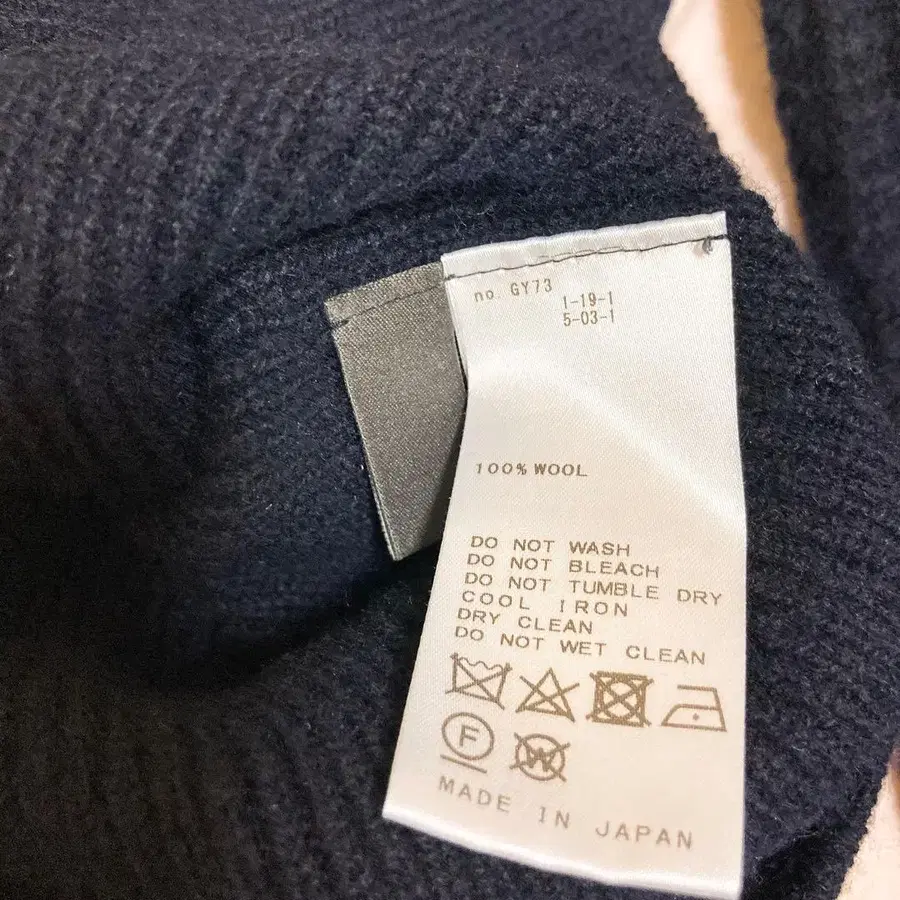 no. GY73
1-19-1
5-03-1
100% WOOL
DO NOT WASH
DO NOT BLEACH
DO NOT TUMBLE DRY
COOL IRON
DRY CLEAN
DO NOT WET CLEAN
F
W
MADE IN JAPAN